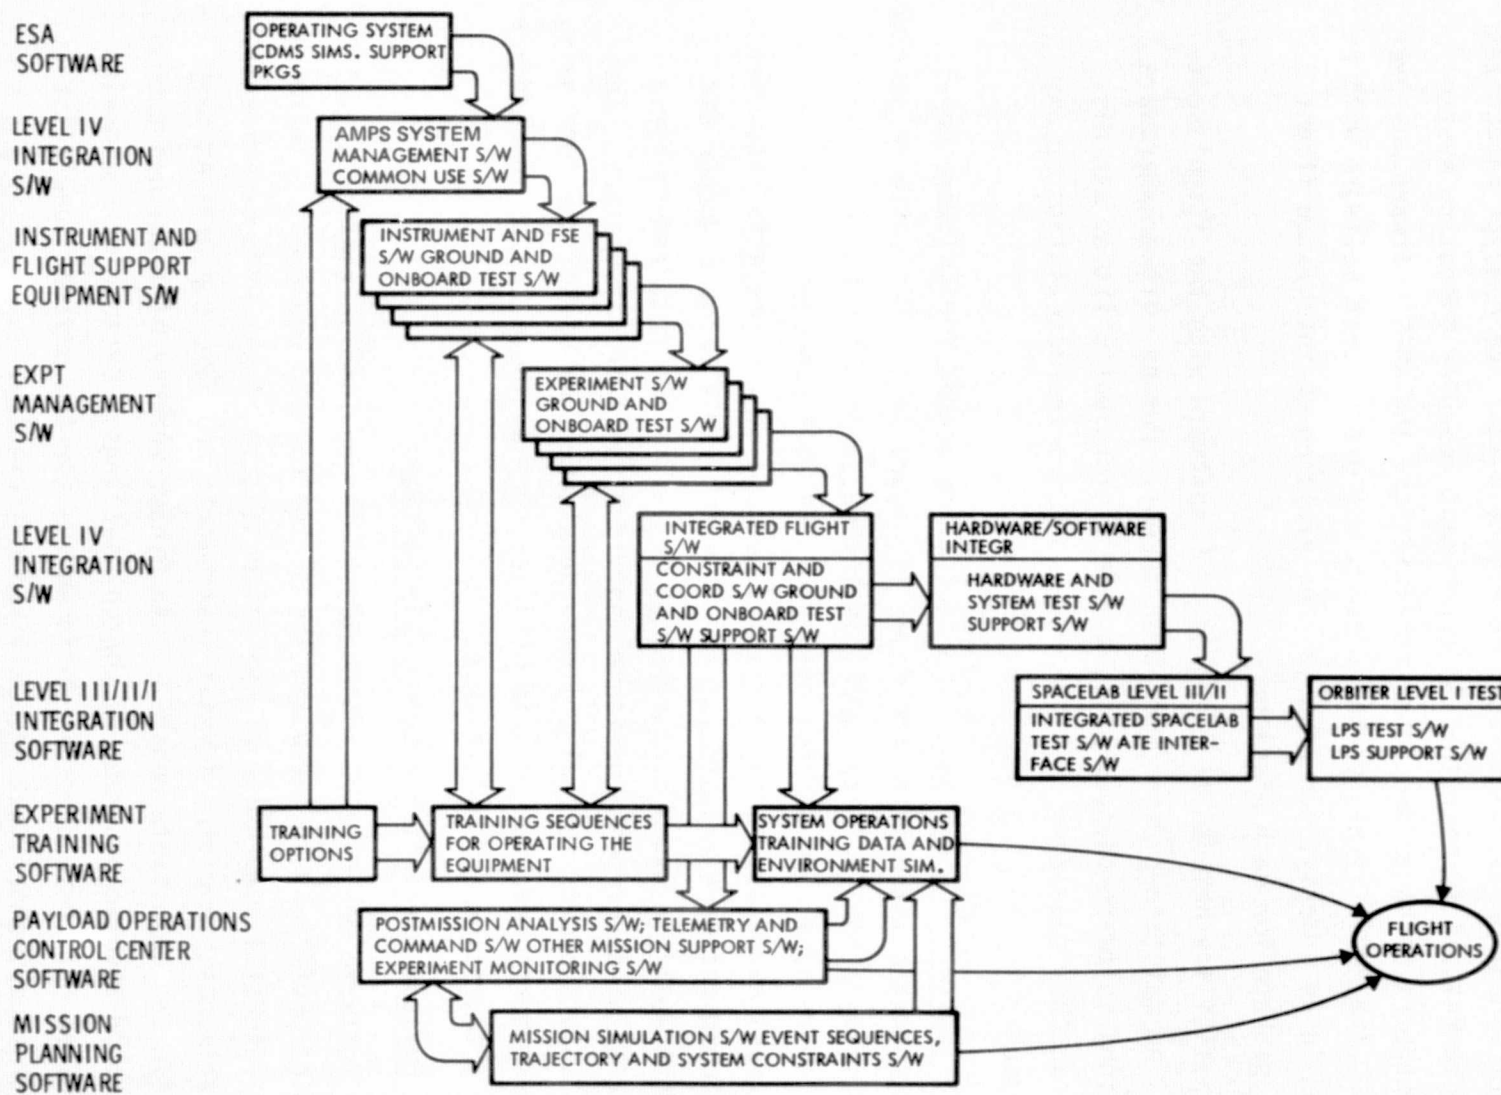 ESA
SOFTWARE
OPERATING SYSTEM
CDMS SIMS. SUPPORT
PKGS
LEVEL IV
INTEGRATION
S/W
AMPS SYSTEM
MANAGEMENT S/W
COMMON USE S/W
INSTRUMENT AND
FLIGHT SUPPORT
EQUIPMENT S/W
INSTRUMENT AND FSE
S/W GROUND AND
ONBOARD TEST S/W
EXPT
MANAGEMENT
S/W
EXPERIMENT S/W
GROUND AND
ONBOARD TEST S/W
LEVEL IV
INTEGRATION
S/W
INTEGRATED FLIGHT
S/W
CONSTRAINT AND
COORD S/W GROUND
AND ONBOARD TEST
S/W SUPPORT S/W
HARDWARE/SOFTWARE
INTEGR
HARDWARE AND
SYSTEM TEST S/W
SUPPORT S/W
LEVEL III/II/I
INTEGRATION
SOFTWARE
SPACELAB LEVEL III/II
INTEGRATED SPACELAB
TEST S/W ATE INTER-
FACE S/W
ORBITER LEVEL I TEST
LPS TEST S/W
LPS SUPPORT S/W
EXPERIMENT
TRAINING
SOFTWARE
TRAINING
OPTIONS
TRAINING SEQUENCES
FOR OPERATING THE
EQUIPMENT
SYSTEM OPERATIONS
TRAINING DATA AND
ENVIRONMENT SIM.
PAYLOAD OPERATIONS
CONTROL CENTER
SOFTWARE
POSTMISSION ANALYSIS S/W; TELEMETRY AND
COMMAND S/W OTHER MISSION SUPPORT S/W;
EXPERIMENT MONITORING S/W
FLIGHT
OPERATIONS
MISSION
PLANNING
SOFTWARE
MISSION SIMULATION S/W EVENT SEQUENCES,
TRAJECTORY AND SYSTEM CONSTRAINTS S/W